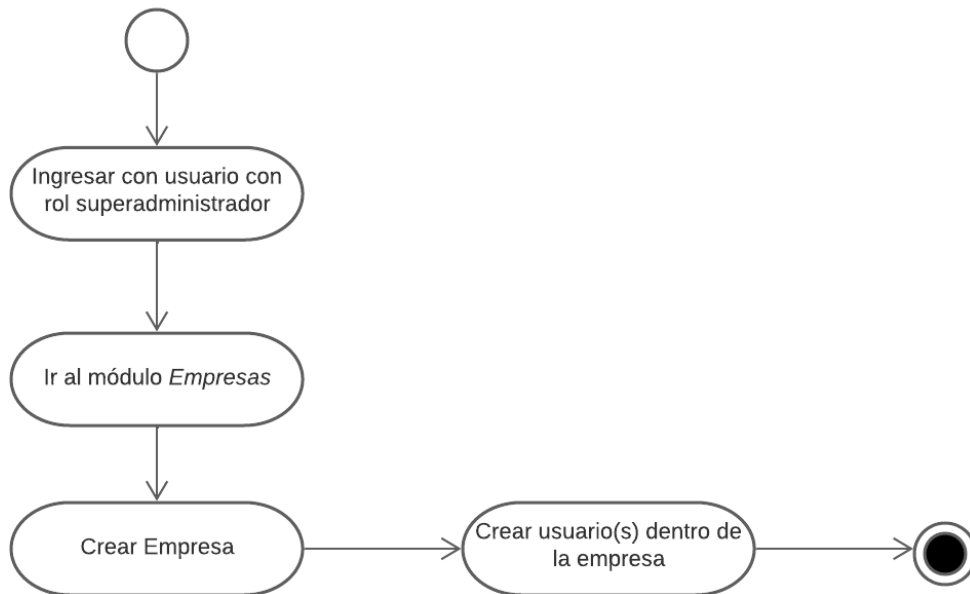 Ingresar con usuario con
rol superadministrador
Ir al módulo Empresas
Crear Empresa
Crear usuario(s) dentro de
la empresa